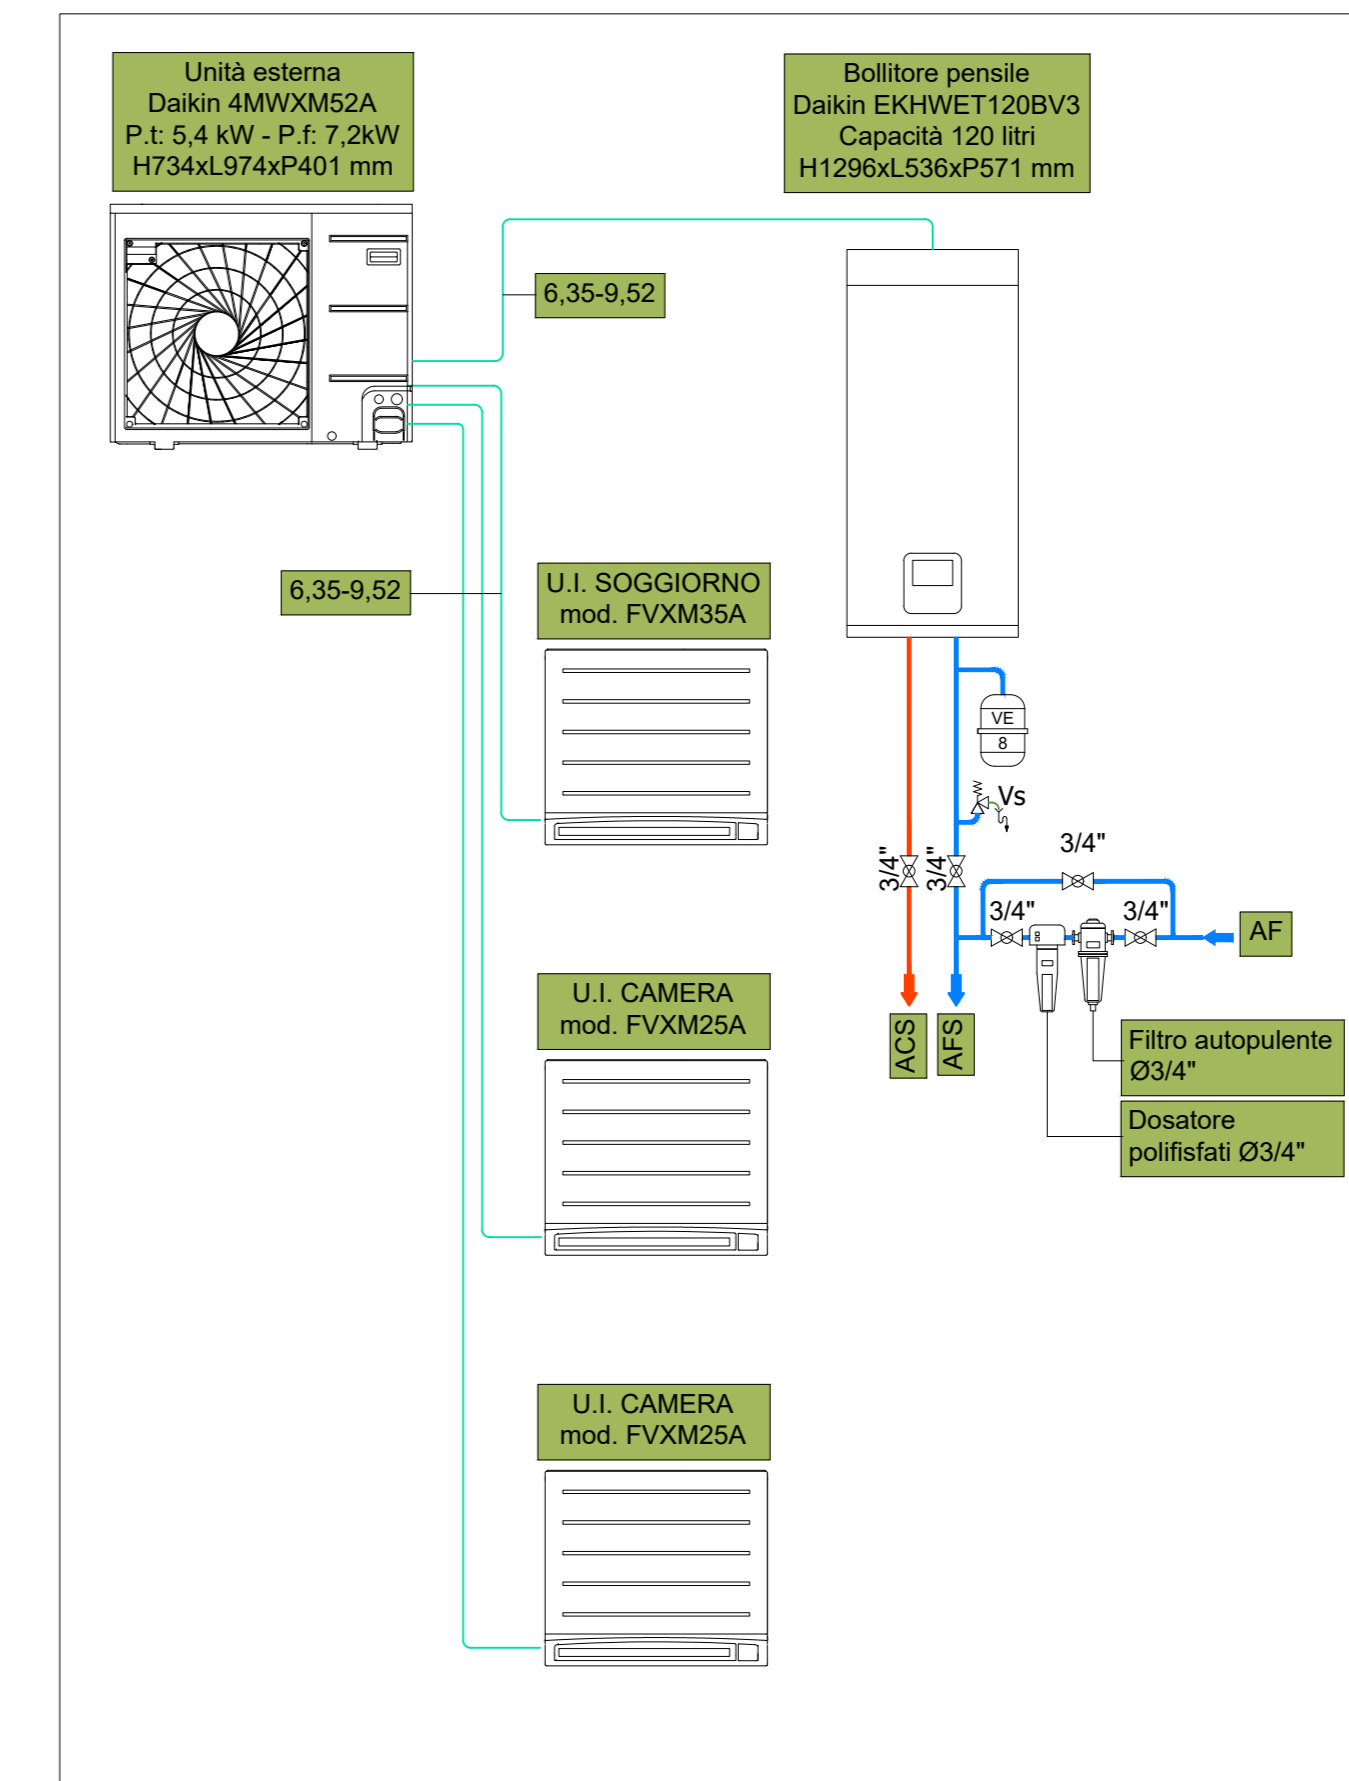 Unità esterna
Daikin 4MWXM52A
P.t: 5,4 kW - P.f: 7,2kW
H734xL974xP401 mm
Bollitore pensile
Daikin EKHWET120BV3
Capacità 120 litri
H1296xL536xP571 mm
6,35-9,52
6,35-9,52
U.I. SOGGIORNO
mod. FVXM35A
VE
8
Vs
3/4"
3/4"
3/4"
3/4"
3/4"
AF
U.I. CAMERA
mod. FVXM25A
ACS
AFS
Filtro autopulente
Ø3/4"
Dosatore
polifisfati Ø3/4"
U.I. CAMERA
mod. FVXM25A